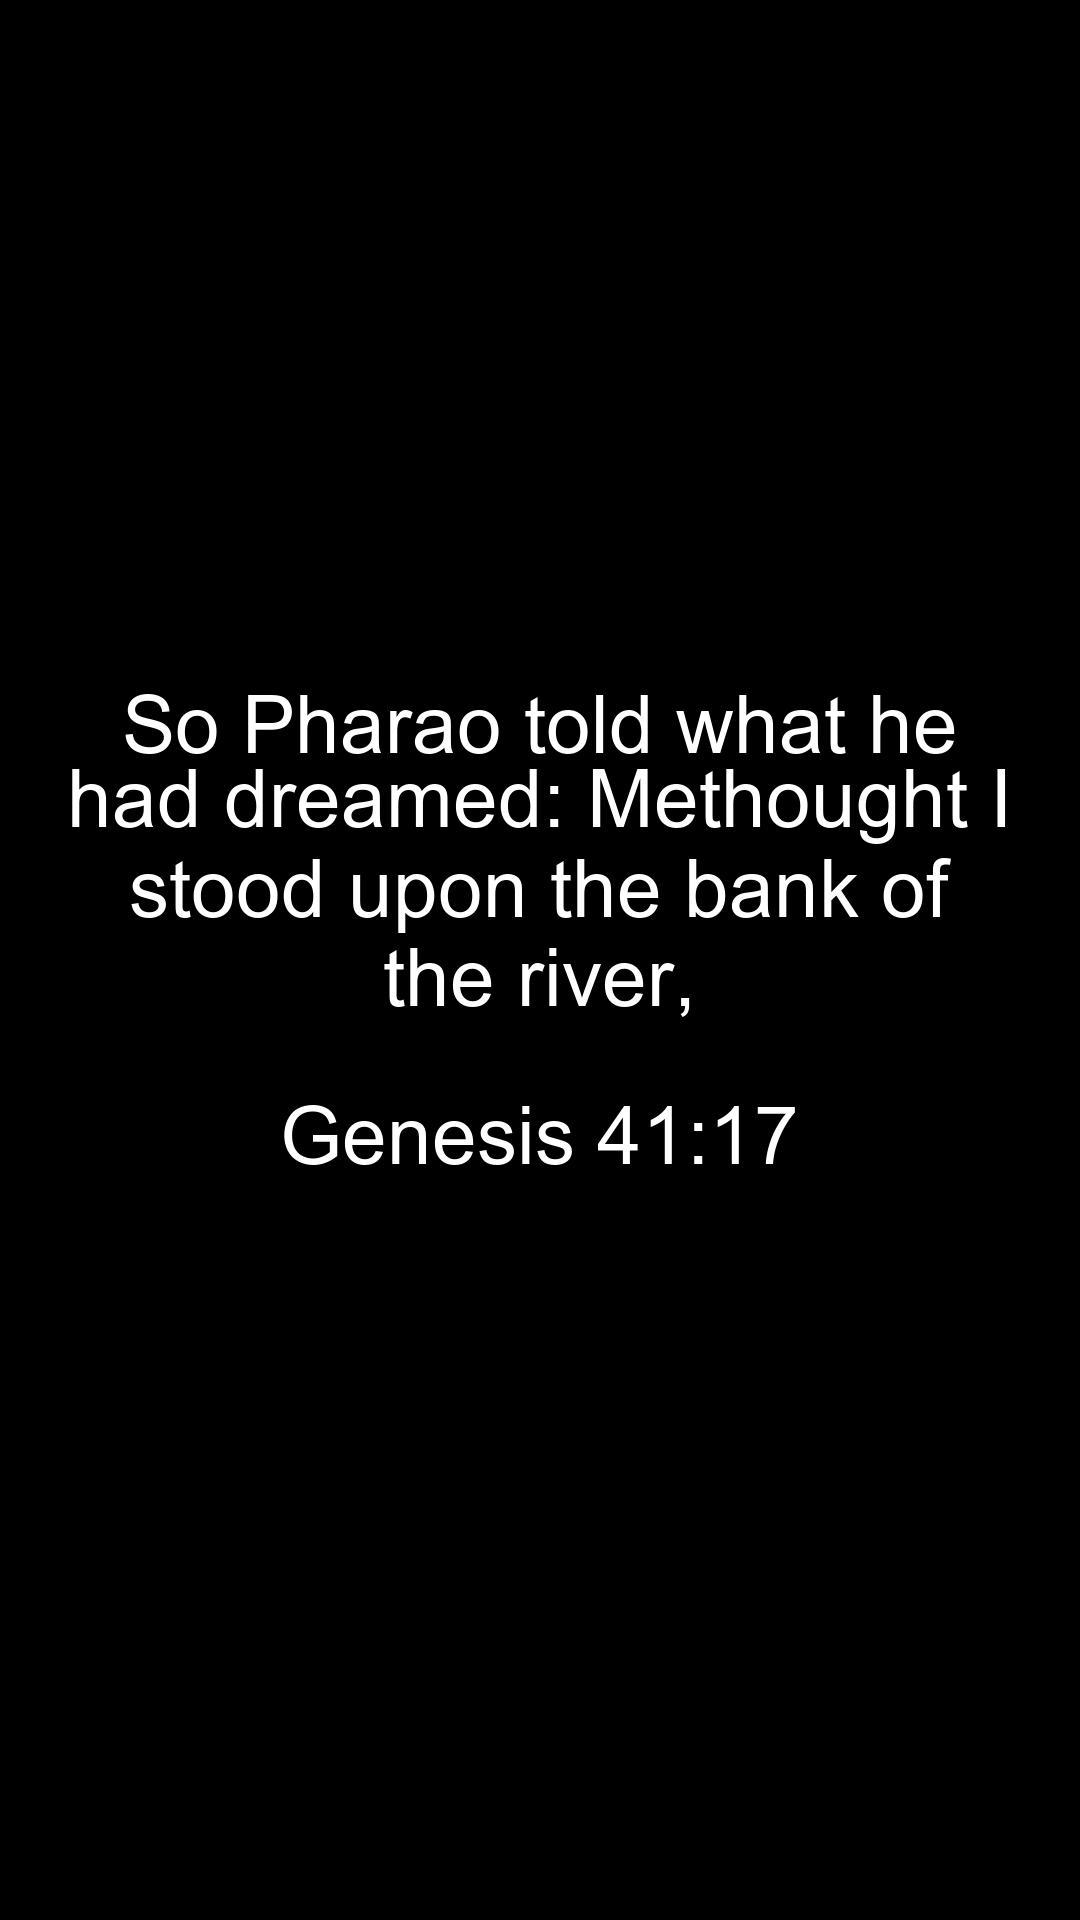 So Pharao told what he
had dreamed: Methought I
stood upon the bank of
the river,
Genesis 41:17